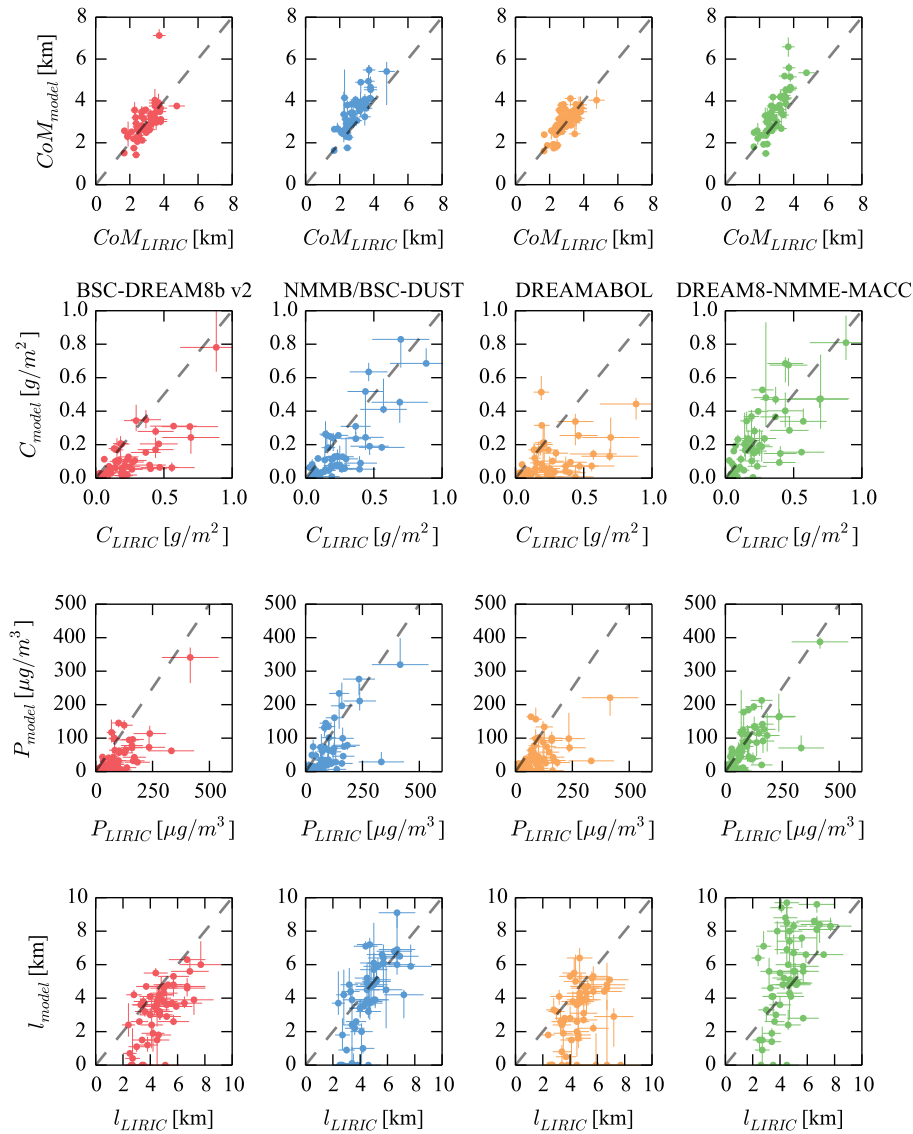 8
8
8
8
6
6
6
6
4
4
4
4
2
2
2
2
0
0
0
0
CoM_model [km]
0 2 4 6 8
0 2 4 6 8
0 2 4 6 8
0 2 4 6 8
CoM_LIRIC [km]
CoM_LIRIC [km]
CoM_LIRIC [km]
CoM_LIRIC [km]
BSC-DREAM8b v2
NMMB/BSC-DUST
DREAMABOL
DREAM8-NMME-MACC
1.0
1.0
1.0
1.0
0.8
0.8
0.8
0.8
0.6
0.6
0.6
0.6
0.4
0.4
0.4
0.4
0.2
0.2
0.2
0.2
0.0
0.0
0.0
0.0
C_model [g/m²]
0.0 0.5 1.0
0.0 0.5 1.0
0.0 0.5 1.0
0.0 0.5 1.0
C_LIRIC [g/m²]
C_LIRIC [g/m²]
C_LIRIC [g/m²]
C_LIRIC [g/m²]
500
500
500
500
400
400
400
400
300
300
300
300
200
200
200
200
100
100
100
100
0
0
0
0
P_model [μg/m³]
0 250 500
0 250 500
0 250 500
0 250 500
P_LIRIC [μg/m³]
P_LIRIC [μg/m³]
P_LIRIC [μg/m³]
P_LIRIC [μg/m³]
10
10
10
10
8
8
8
8
6
6
6
6
4
4
4
4
2
2
2
2
0
0
0
0
l_model [km]
0 2 4 6 8 10
0 2 4 6 8 10
0 2 4 6 8 10
0 2 4 6 8 10
l_LIRIC [km]
l_LIRIC [km]
l_LIRIC [km]
l_LIRIC [km]